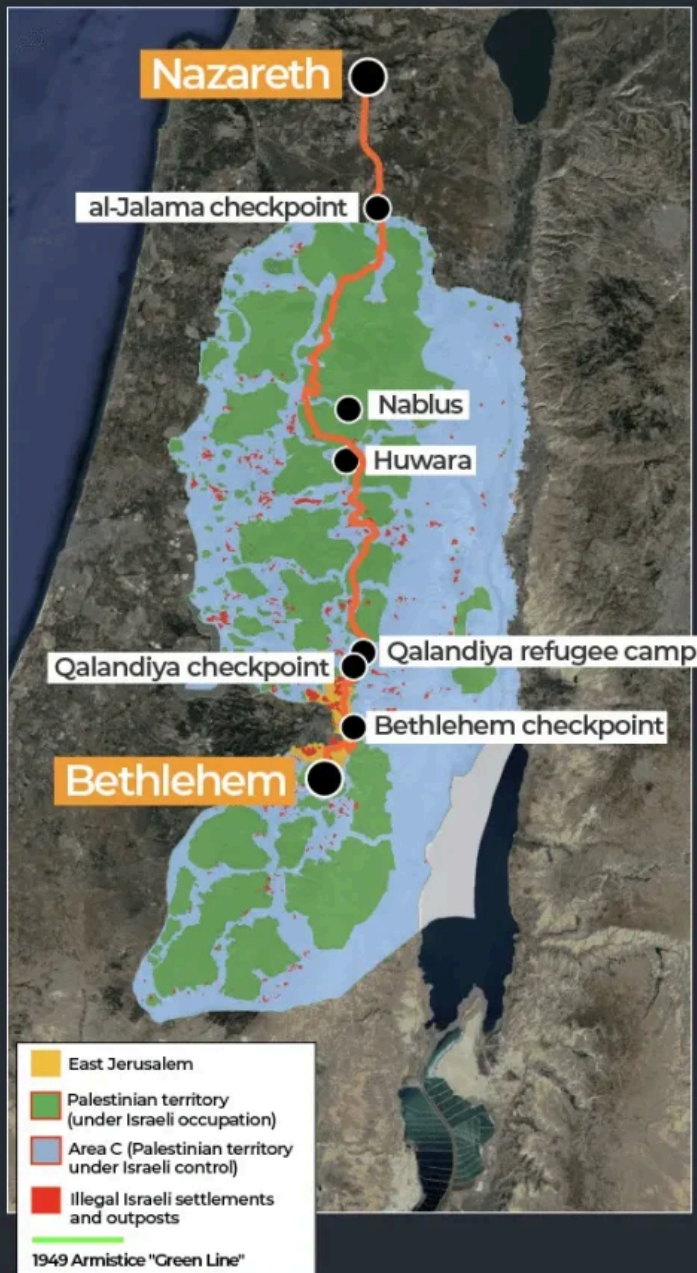 Nazareth
al-Jalama checkpoint
Nablus
Huwara
Qalandiya refugee camp
Qalandiya checkpoint
Bethlehem checkpoint
Bethlehem
East Jerusalem
Palestinian territory
(under Israeli occupation)
Area C (Palestinian territory
under Israeli control)
Illegal Israeli settlements
and outposts
1949 Armistice "Green Line"